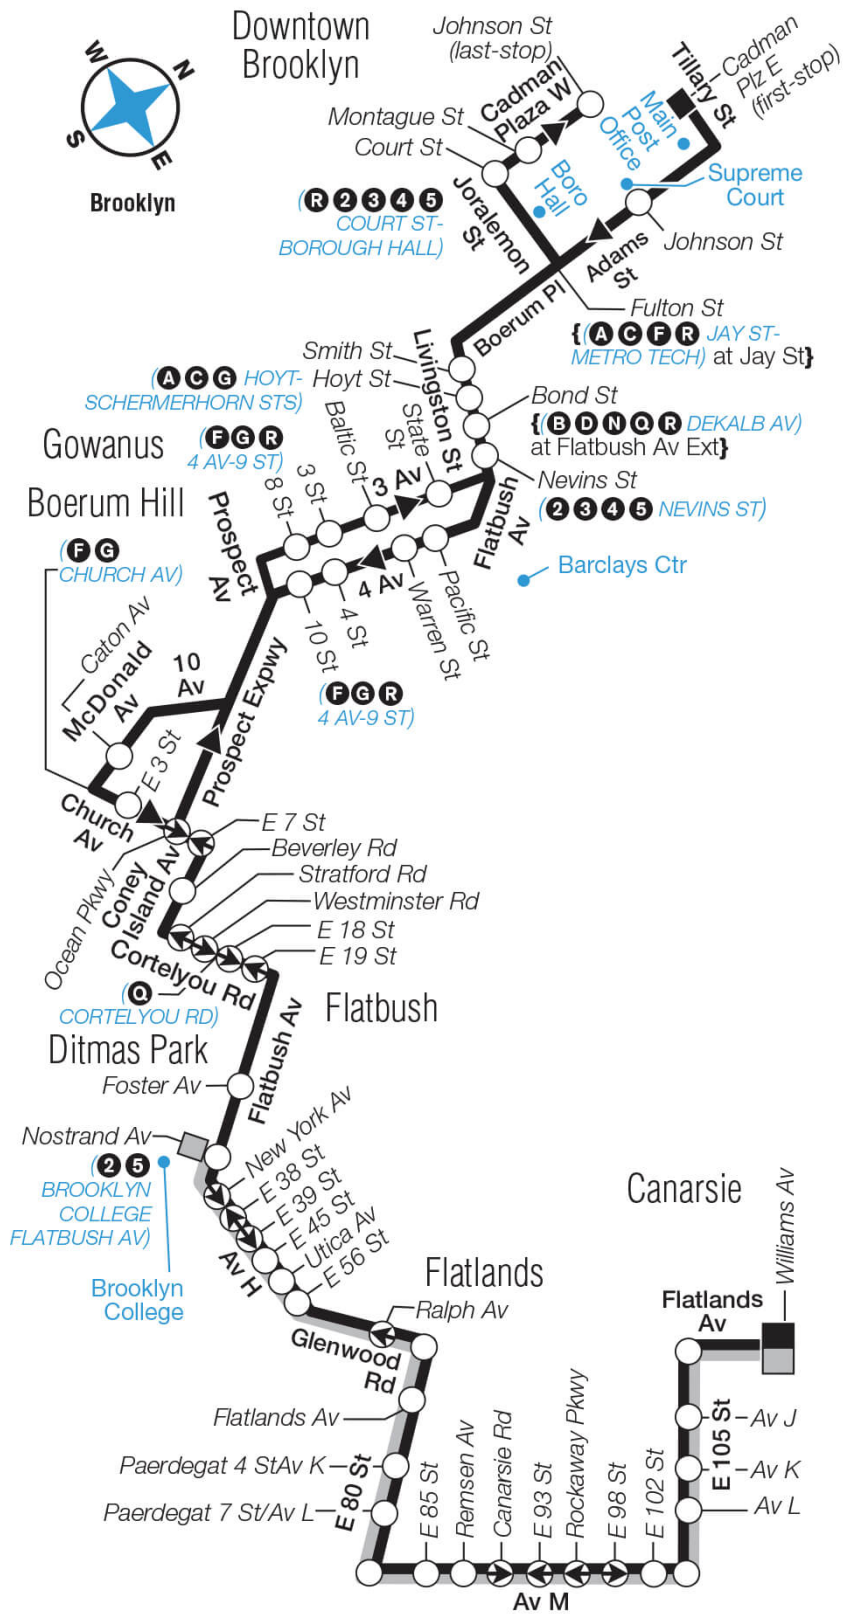 Downtown
Brooklyn
Johnson St
(last-stop)
Cadman
Plaza W
Tillary St
Cadman
Plz E
(first-stop)
W
N
S
E
Brooklyn
Montague St
Court St
Main
Post
Office
Boro
Hall
Supreme
Court
(R 2 3 4 5
COURT ST-
BOROUGH HALL)
Joralemon
St
Adams
St
Johnson St
Boerum Pl
Fulton St
{(A C F R JAY ST-
METRO TECH) at Jay St}
Livingston St
Smith St
Hoyt St
(A C G HOYT-
SCHERMERHORN STS)
Bond St
{(B D N Q R DEKALB AV)
at Flatbush Av Ext}
Nevins St
(2 3 4 5 NEVINS ST)
Gowanus
(F G R
4 AV-9 ST)
8 St
3 St
Baltic St
State
St
3 Av
Boerum Hill
Prospect
Av
Flatbush
Av
Barclays Ctr
(F G
CHURCH AV)
4 Av
10 St
4 St
Warren St
Pacific St
(F G R
4 AV-9 ST)
Caton Av
McDonald
Av
10
Av
Prospect Expwy
E 3 St
Church
Av
Ocean Pkwy
E 7 St
Beverley Rd
Stratford Rd
Westminster Rd
E 18 St
E 19 St
Coney
Island Av
Cortelyou Rd
(Q
CORTELYOU RD)
Flatbush
Ditmas Park
Flatbush Av
Foster Av
Nostrand Av
(2 5
BROOKLYN
COLLEGE
FLATBUSH AV)
Brooklyn
College
New York Av
E 38 St
E 39 St
E 45 St
Utica Av
E 56 St
Av H
Flatlands
Ralph Av
Glenwood
Rd
Canarsie
Williams Av
Flatlands
Av
Flatlands Av
Paerdegat 4 StAv K
Paerdegat 7 St/Av L
E 80 St
E 85 St
Remsen Av
Canarsie Rd
E 93 St
Rockaway Pkwy
E 98 St
E 102 St
E 105 St
Av J
Av K
Av L
Av M